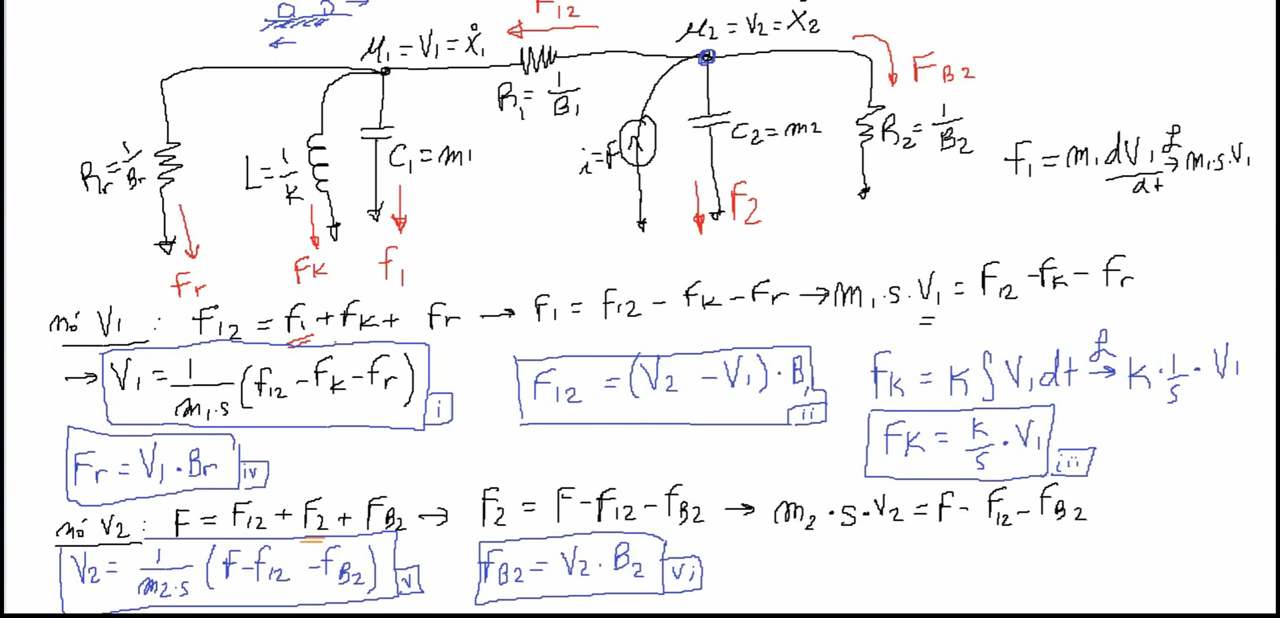 F12
μ1 = V1 = ẋ1
μ2 = V2 = ẋ2
FB2
R1 = 1/B1
Rr = 1/Br
L = 1/k
C1 = m1
i = F
C2 = m2
R2 = 1/B2
f1 = m1 dV1/dt ℒ→ m1.s.V1
F2
Fr
FK
f1
nó V1 : F12 = f1 + fK + fr → f1 = f12 - fK - fr → m1.s.V1 = F12 - fK - fr
→ V1 = 1/m1.s (f12 - fK - fr) i
F12 = (V2 - V1) . B1 ii
fK = K ∫ V1 dt ℒ→ K . 1/s . V1
FK = K/s . V1 iii
Fr = V1 . Br iv
nó V2 : F = F12 + F2 + FB2 → F2 = F - f12 - fB2 → m2 . s . V2 = F - f12 - fB2
V2 = 1/m2.s (F - f12 - fB2) v
fB2 = V2 . B2 vi